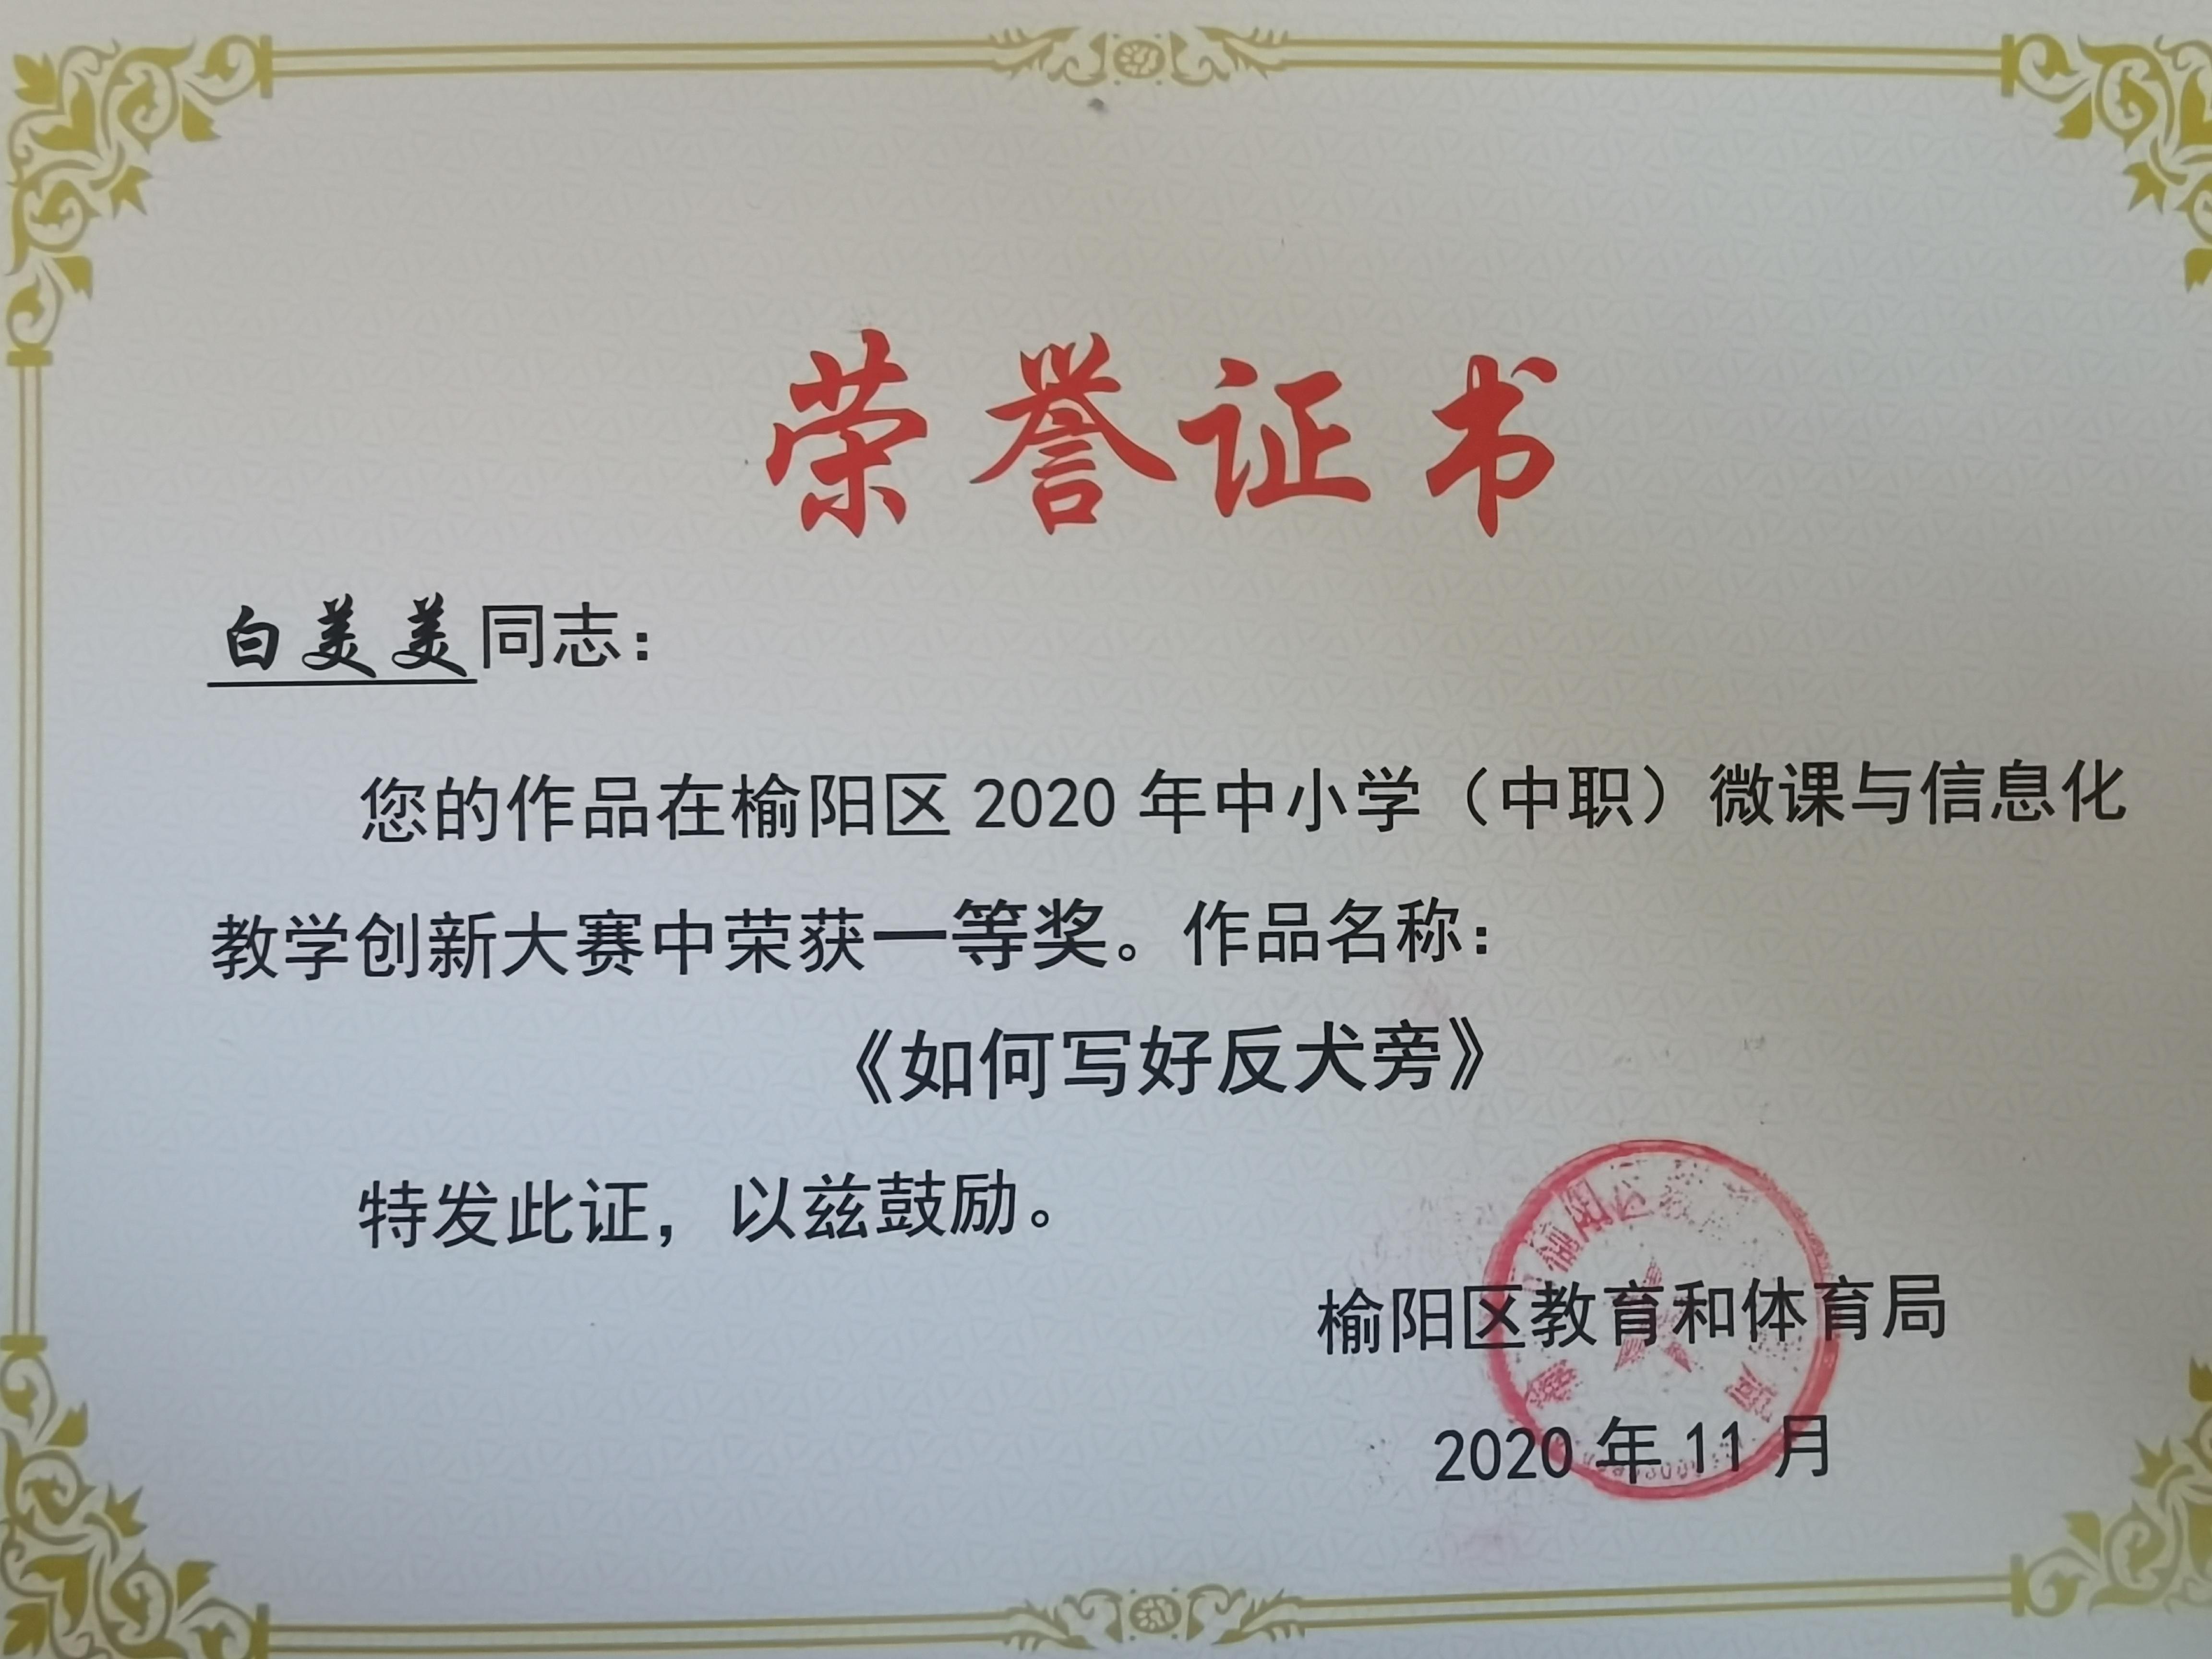 荣誉证书
白美美同志：
您的作品在榆阳区 2020 年中小学（中职）微课与信息化
教学创新大赛中荣获一等奖。作品名称：
《如何写好反犬旁》
特发此证，以兹鼓励。
榆阳区教育和体育局
2020 年 11 月